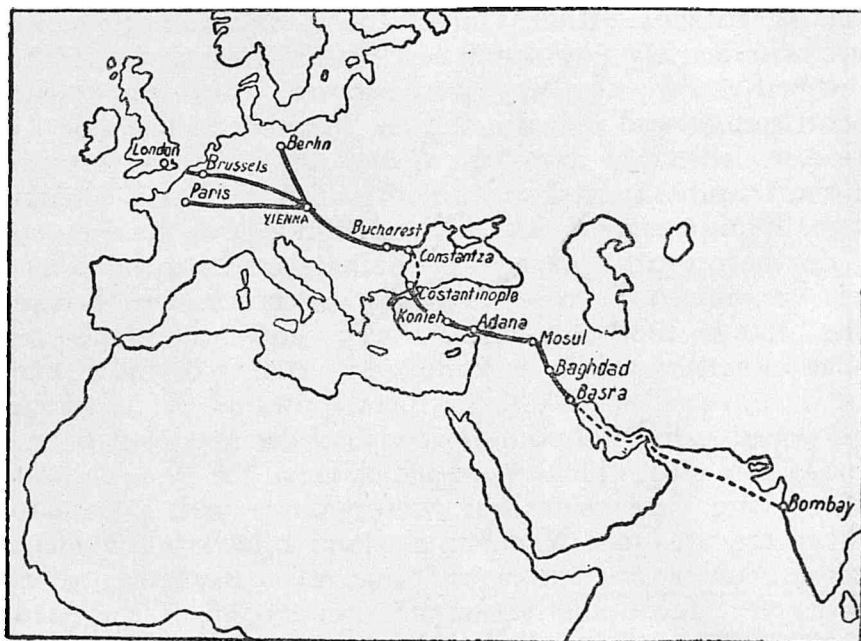 London
Berlin
Brussels
Paris
VIENNA
Bucharest
Constantza
Costantinople
Konieh
Adana
Mosul
Baghdad
Basra
Bombay